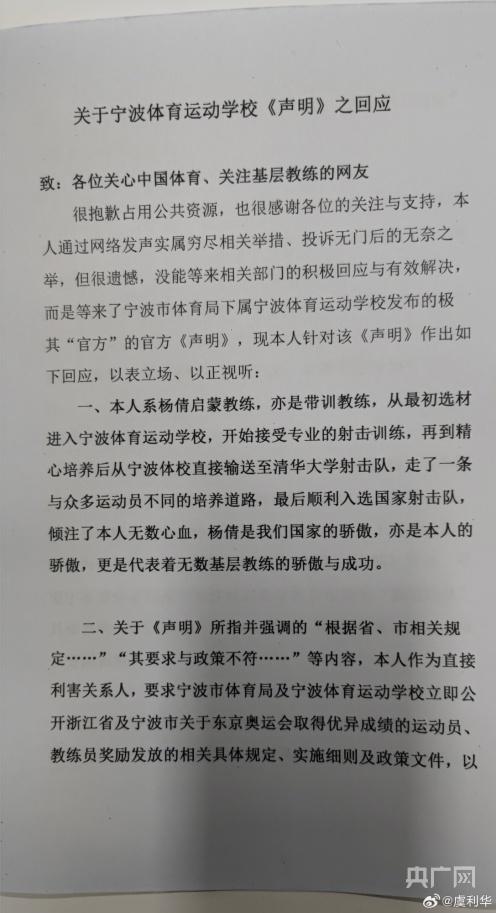 关于宁波体育运动学校《声明》之回应
致：各位关心中国体育、关注基层教练的网友
很抱歉占用公共资源，也很感谢各位的关注与支持，本
人通过网络发声实属穷尽相关举措、投诉无门后的无奈之
举，但很遗憾，没能等来相关部门的积极回应与有效解决，
而是等来了宁波市体育局下属宁波体育运动学校发布的极
其“官方”的官方《声明》，现本人针对该《声明》作出如
下回应，以表立场、以正视听：
一、本人系杨倩启蒙教练，亦是带训教练，从最初选材
进入宁波体育运动学校，开始接受专业的射击训练，再到精
心培养后从宁波体校直接输送至清华大学射击队，走了一条
与众多运动员不同的培养道路，最后顺利入选国家射击队，
倾注了本人无数心血，杨倩是我们国家的骄傲，亦是本人的
骄傲，更是代表着无数基层教练的骄傲与成功。
二、关于《声明》所指并强调的“根据省、市相关规
定……”“其要求与政策不符……”等内容，本人作为直接
利害关系人，要求宁波市体育局及宁波体育运动学校立即公
开浙江省及宁波市关于东京奥运会取得优异成绩的运动员、
教练员奖励发放的相关具体规定、实施细则及政策文件，以
央广网
@虞利华